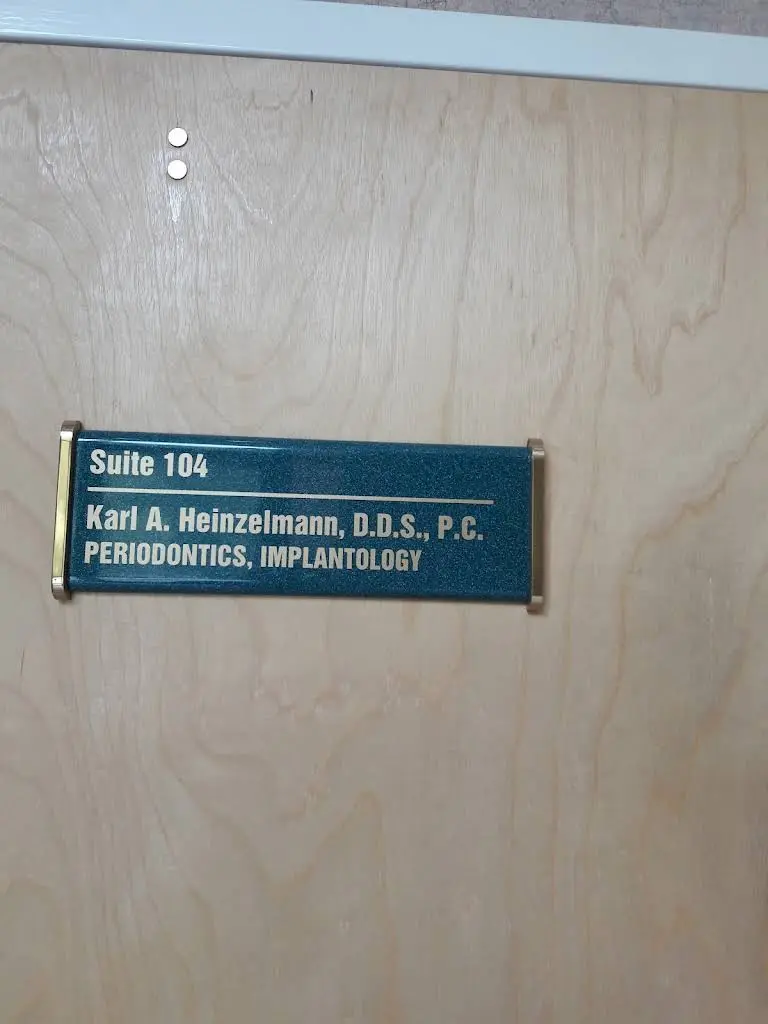 Suite 104
Karl A. Heinzelmann, D.D.S., P.C.
PERIODONTICS, IMPLANTOLOGY